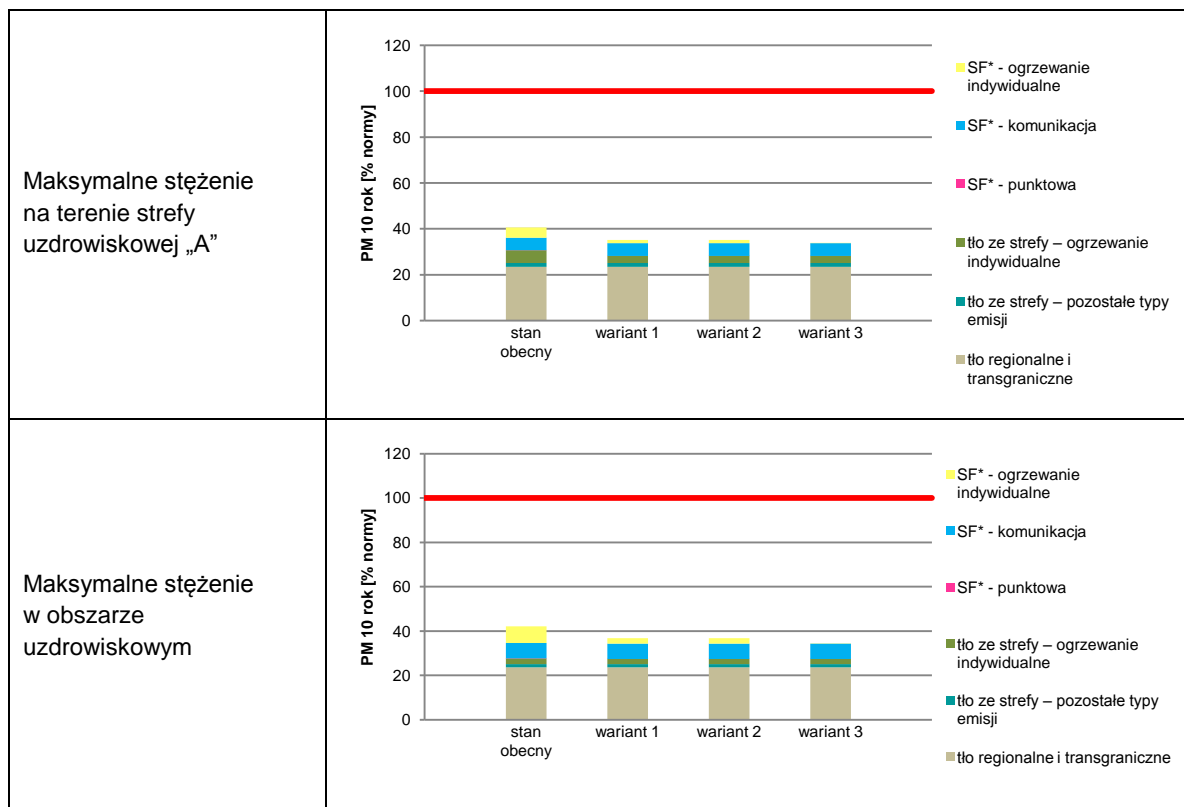 Maksymalne stężenie
na terenie strefy
uzdrowiskowej „A”
PM 10 rok [% normy]
120
100
80
60
40
20
0
stan
obecny
wariant 1
wariant 2
wariant 3
SF* - ogrzewanie
indywidualne
SF* - komunikacja
SF* - punktowa
tło ze strefy – ogrzewanie
indywidualne
tło ze strefy – pozostałe typy
emisji
tło regionalne i
transgraniczne
Maksymalne stężenie
w obszarze
uzdrowiskowym
PM 10 rok [% normy]
120
100
80
60
40
20
0
stan
obecny
wariant 1
wariant 2
wariant 3
SF* - ogrzewanie
indywidualne
SF* - komunikacja
SF* - punktowa
tło ze strefy – ogrzewanie
indywidualne
tło ze strefy – pozostałe typy
emisji
tło regionalne i transgraniczne